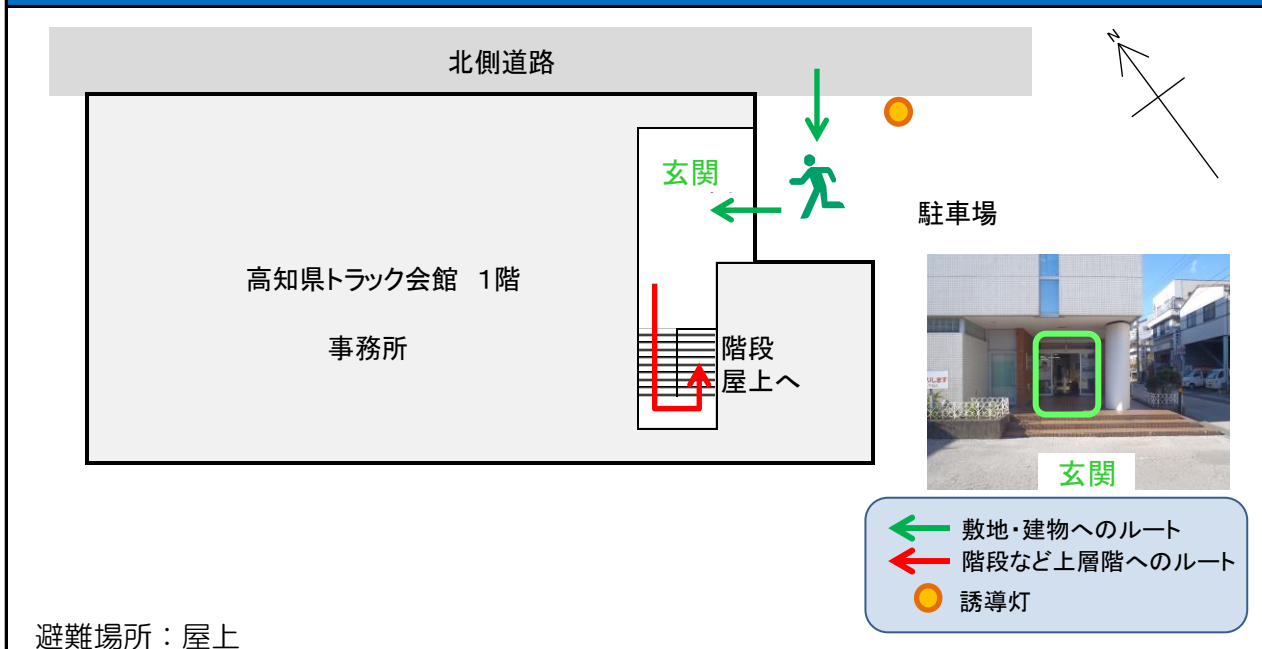 北側道路
N
玄関
駐車場
高知県トラック会館 1階
事務所
階段
屋上へ
玄関
敷地・建物へのルート
階段など上層階へのルート
誘導灯
避難場所：屋上